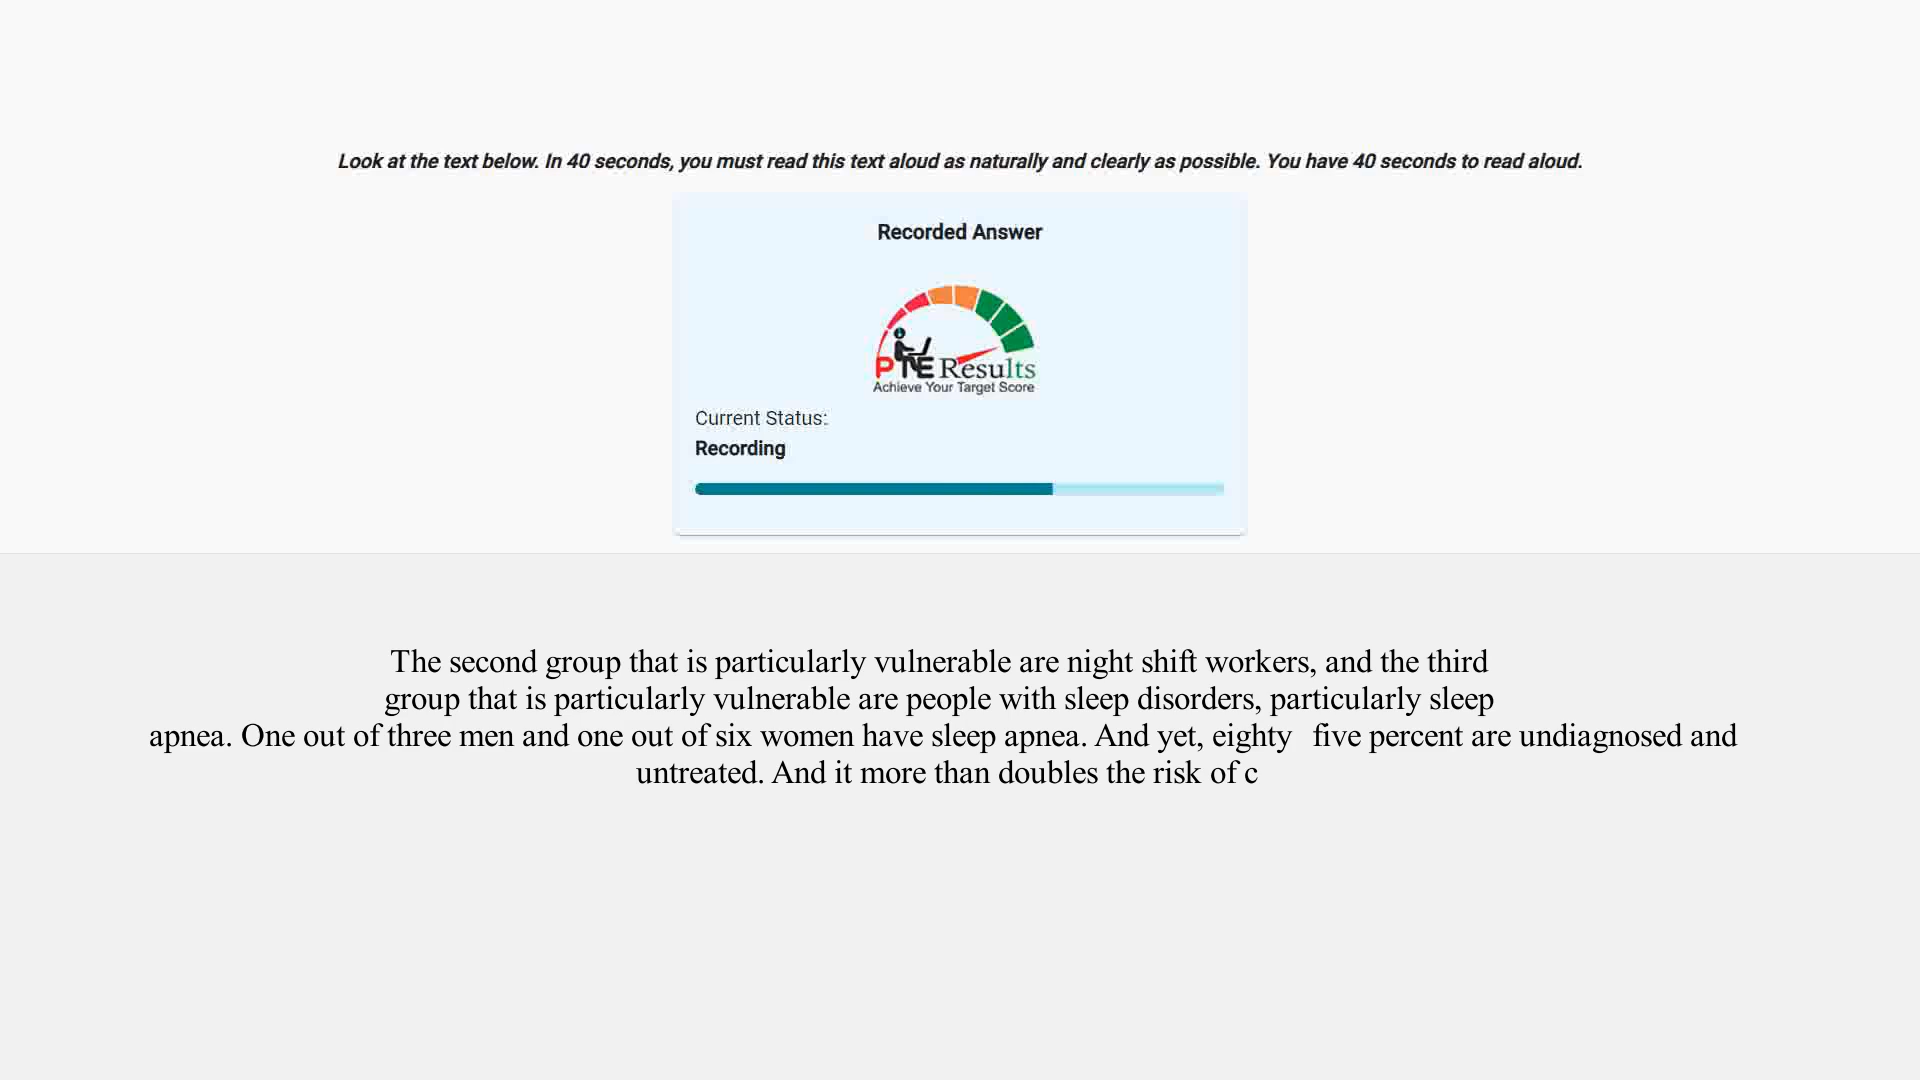 Look at the text below. In 40 seconds, you must read this text aloud as naturally and clearly as possible. You have 40 seconds to read aloud.
Recorded Answer
PTE Results
Achieve Your Target Score
Current Status:
Recording
The second group that is particularly vulnerable are night shift workers, and the third
group that is particularly vulnerable are people with sleep disorders, particularly sleep
apnea. One out of three men and one out of six women have sleep apnea. And yet, eighty five percent are undiagnosed and
untreated. And it more than doubles the risk of c